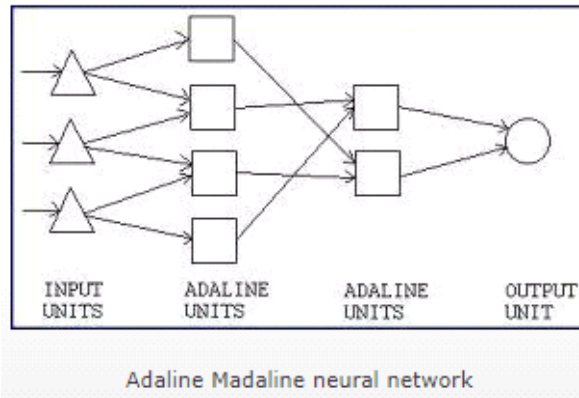 INPUT UNITS
ADALINE UNITS
ADALINE UNITS
OUTPUT UNIT
Adaline Madaline neural network